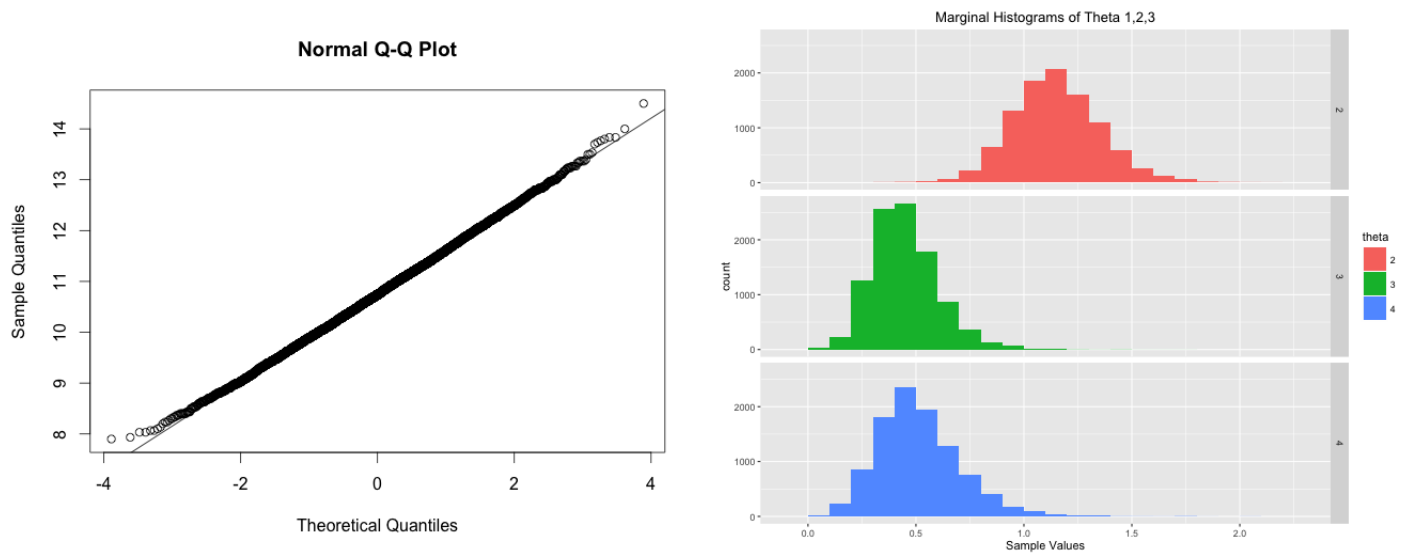 Normal Q-Q Plot
Sample Quantiles
14
13
12
11
10
9
8
-4 -2 0 2 4
Theoretical Quantiles
Marginal Histograms of Theta 1,2,3
count
2000
1000
0
2
2000
1000
0
3
2000
1000
0
4
0.0 0.5 1.0 1.5 2.0
Sample Values
theta
2
3
4